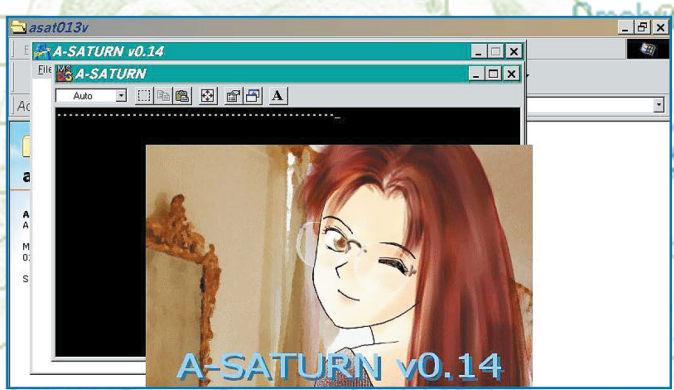 asat013v
A-SATURN v0.14
File
A-SATURN
Auto
A
A-SATURN v0.14